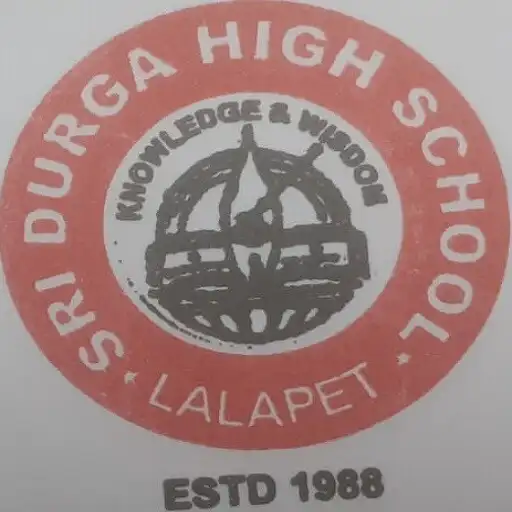 SRI DURGA HIGH SCHOOL
KNOWLEDGE & WISDOM
LALAPET
ESTD 1988